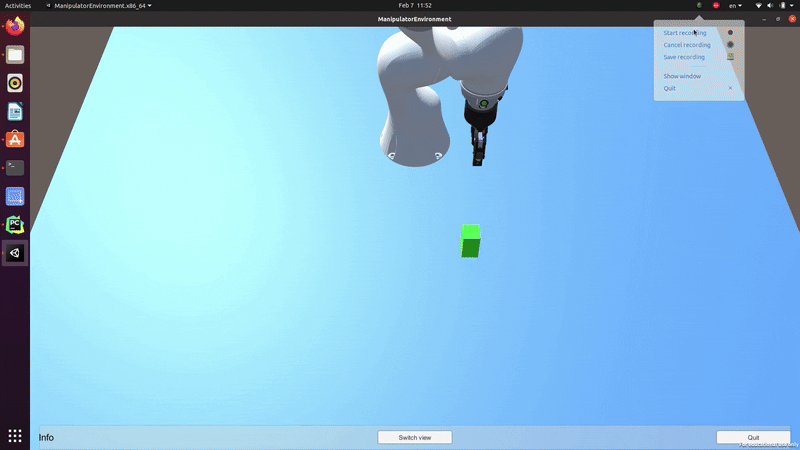 Activities
ManipulatorEnvironment.x86_64
Feb 7 11:52
en
ManipulatorEnvironment
Start recording
Cancel recording
Save recording
Show window
Quit
Info
Switch view
Quit